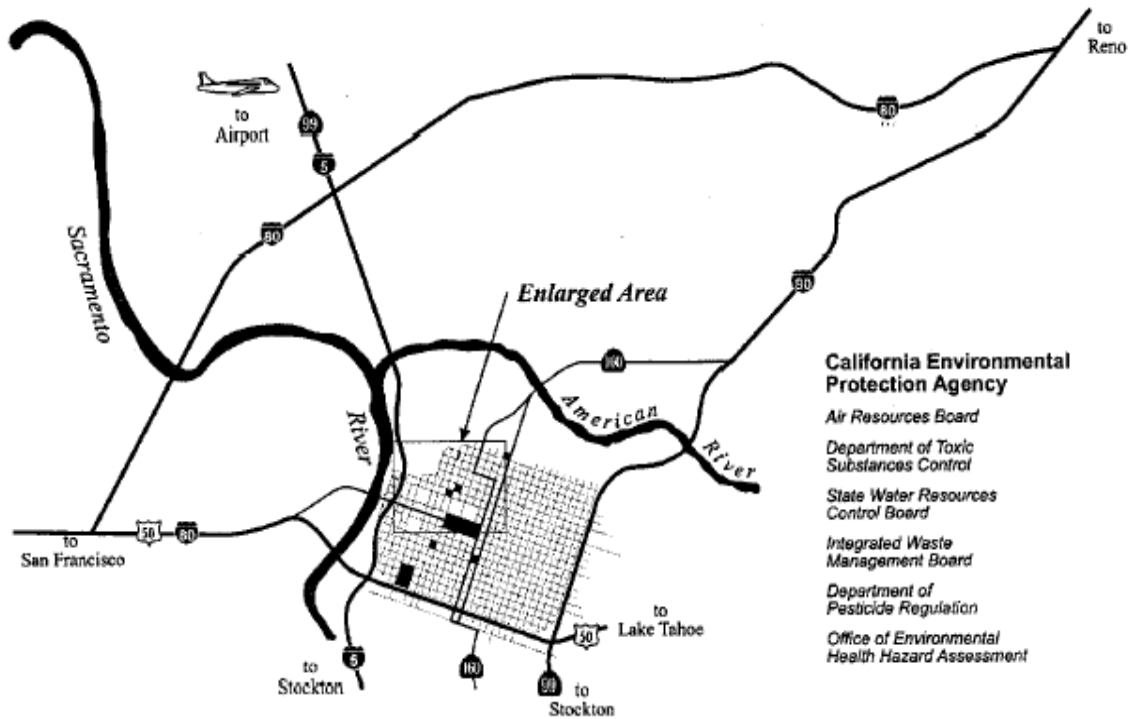 to
Reno
to
Airport
99
5
80
80
Sacramento
River
80
Enlarged Area
160
American
River
California Environmental
Protection Agency
Air Resources Board
Department of Toxic
Substances Control
State Water Resources
Control Board
Integrated Waste
Management Board
Department of
Pesticide Regulation
Office of Environmental
Health Hazard Assessment
50
80
to
San Francisco
to
Lake Tahoe
50
5
to
Stockton
160
99
to
Stockton